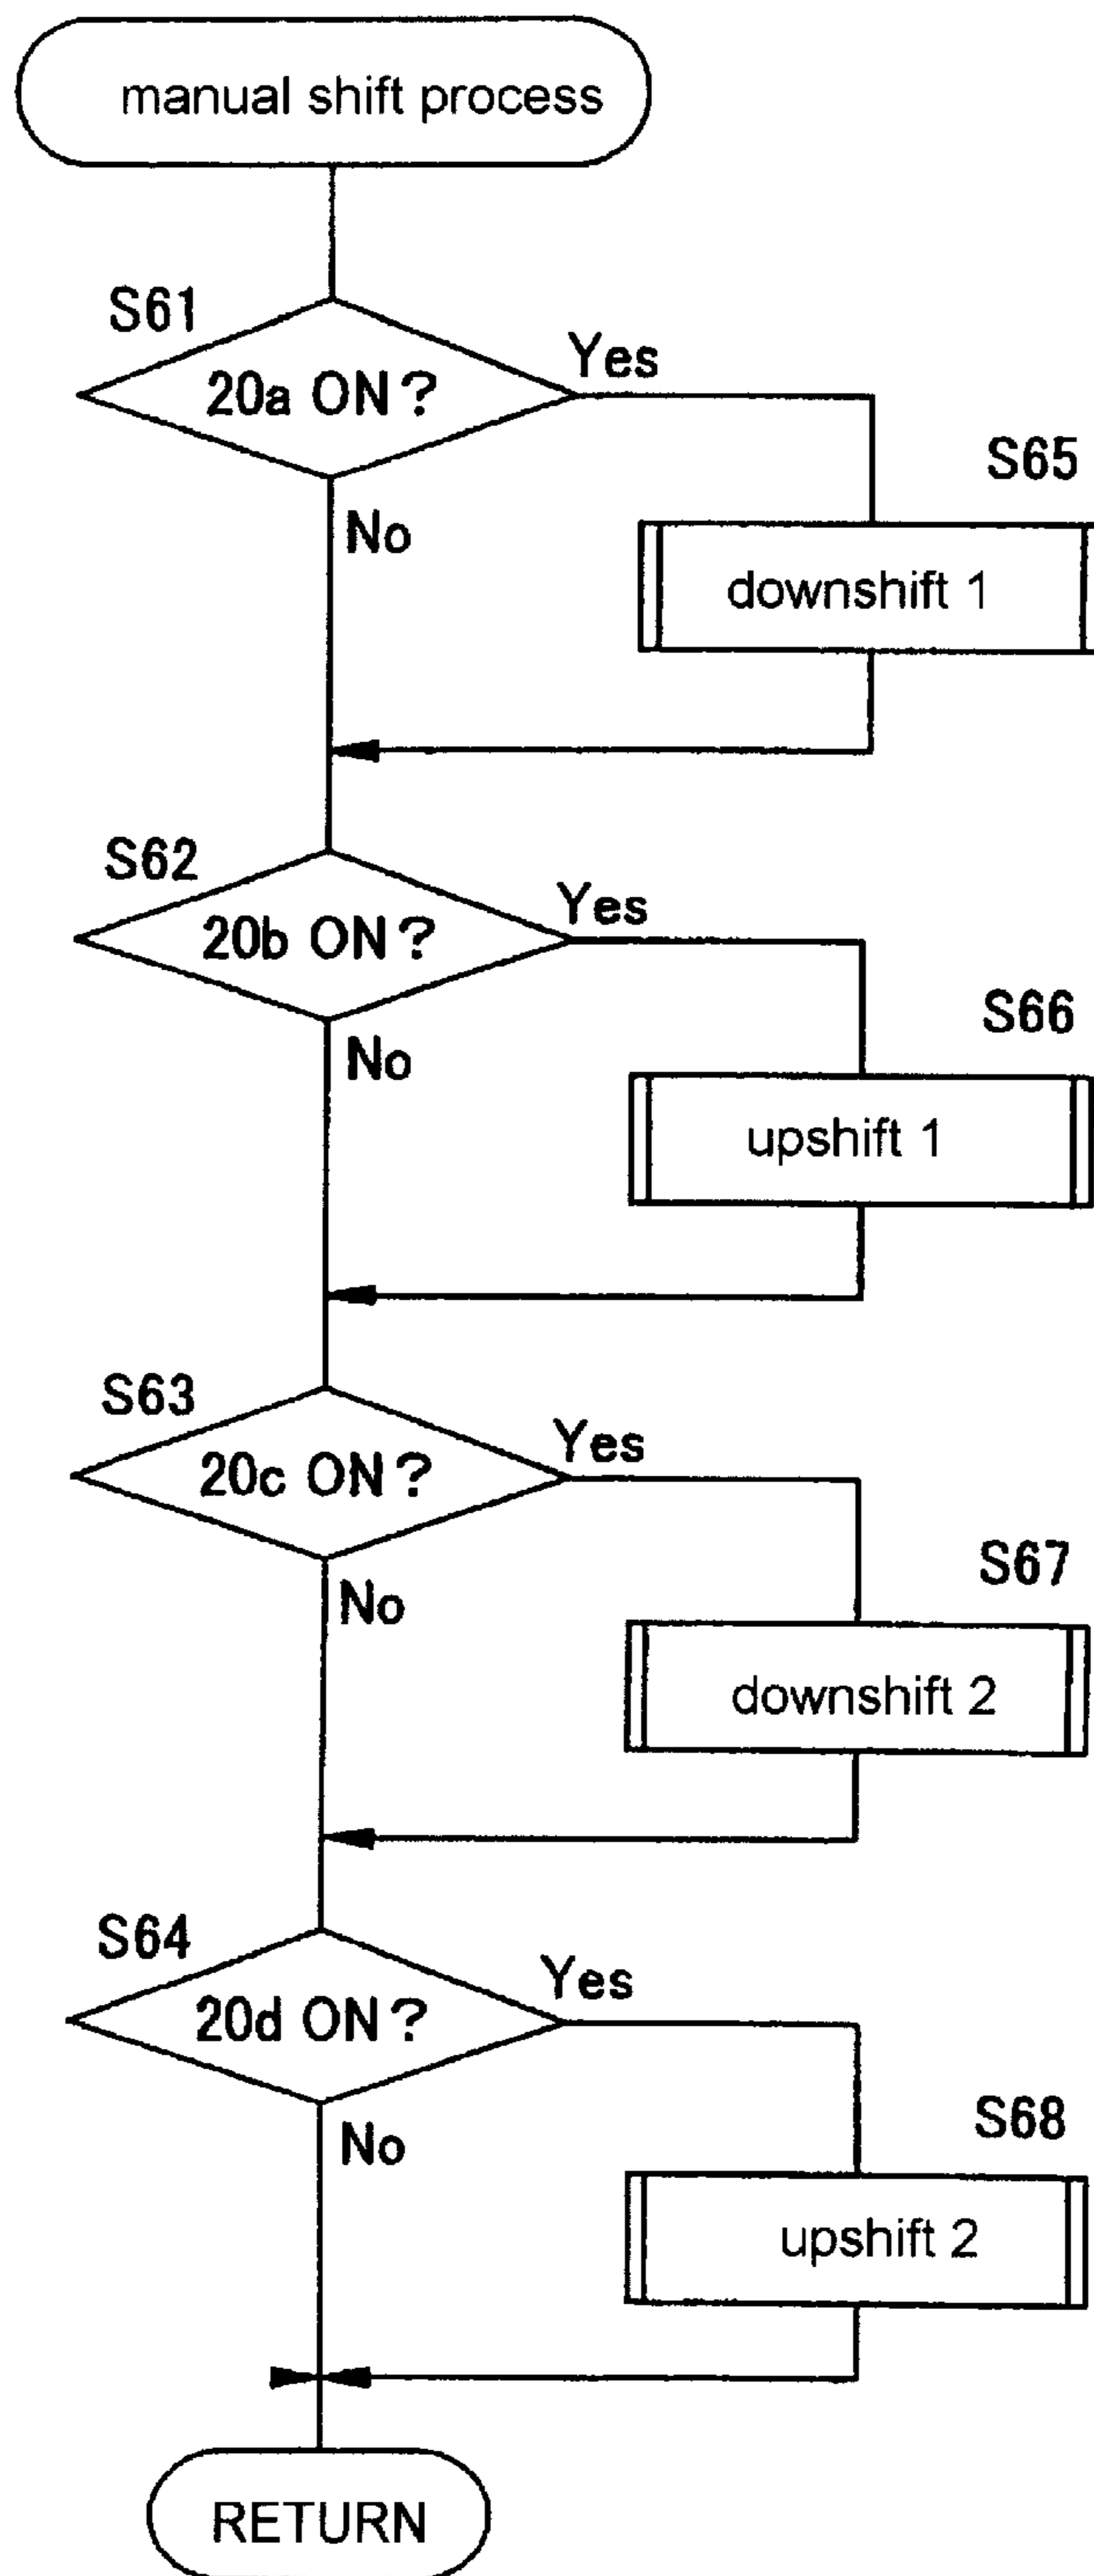 manual shift process
S61
20a ON?
Yes
No
S65
downshift 1
S62
20b ON?
Yes
No
S66
upshift 1
S63
20c ON?
Yes
No
S67
downshift 2
S64
20d ON?
Yes
No
S68
upshift 2
RETURN